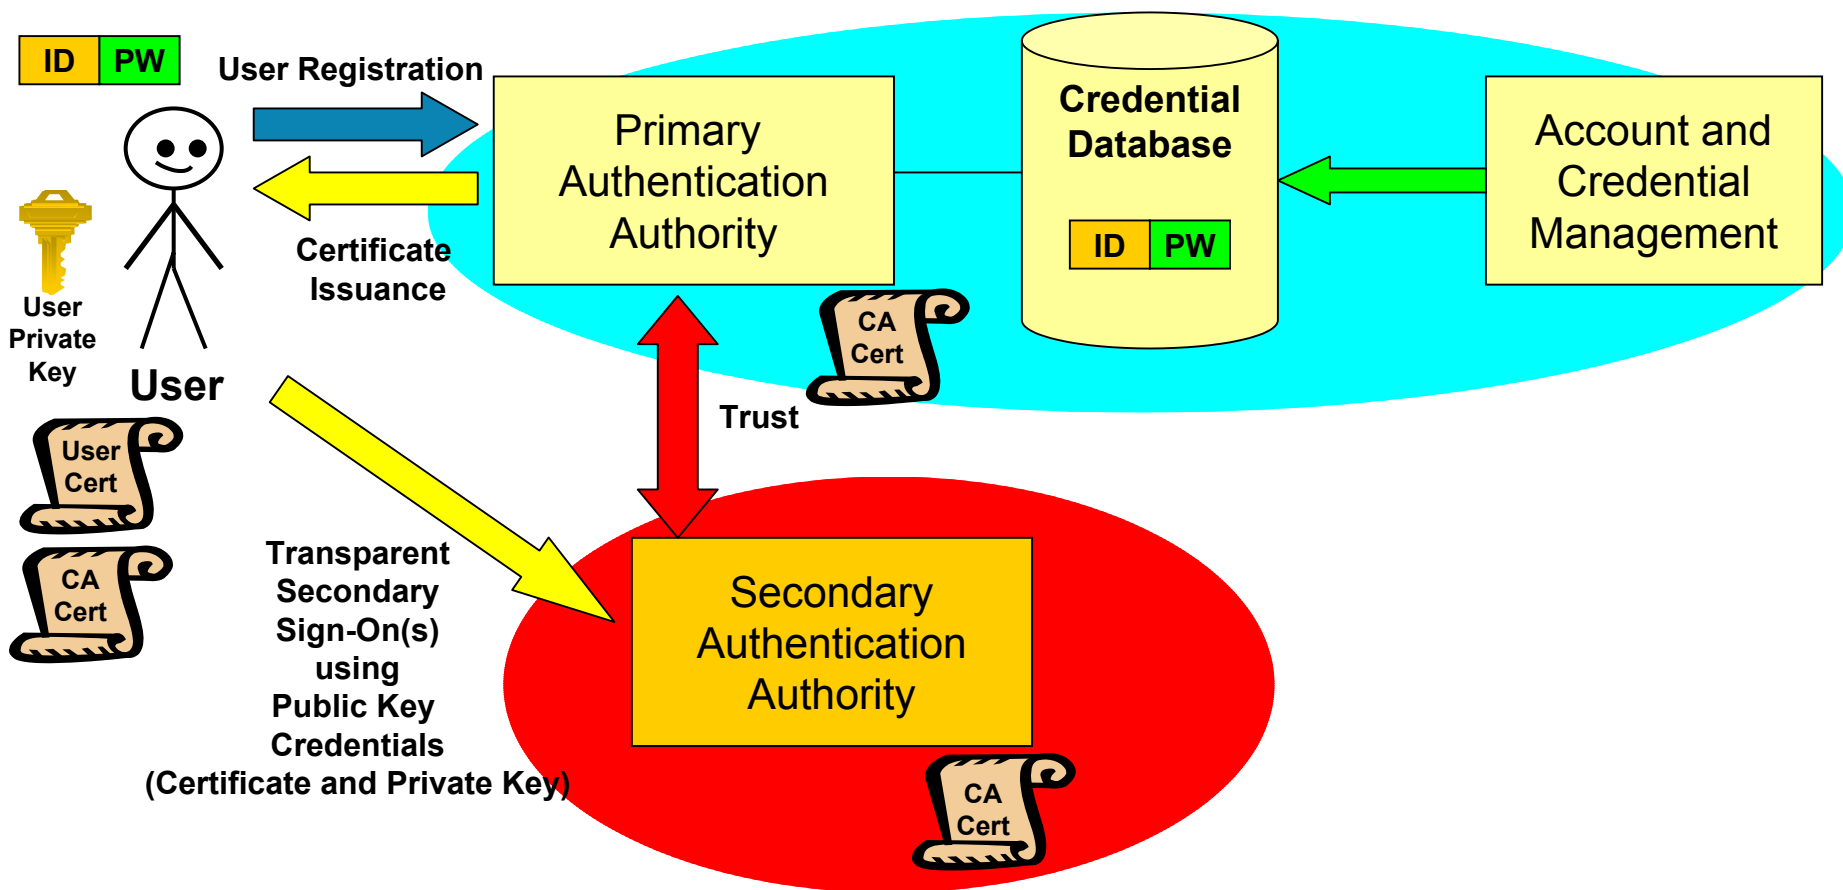 ID PW
User Registration
Primary
Authentication
Authority
Credential
Database
ID PW
Account and
Credential
Management
Certificate
Issuance
User
Private
Key
User
CA
Cert
Trust
User
Cert
CA
Cert
Transparent
Secondary
Sign-On(s)
using
Public Key
Credentials
(Certificate and Private Key)
Secondary
Authentication
Authority
CA
Cert